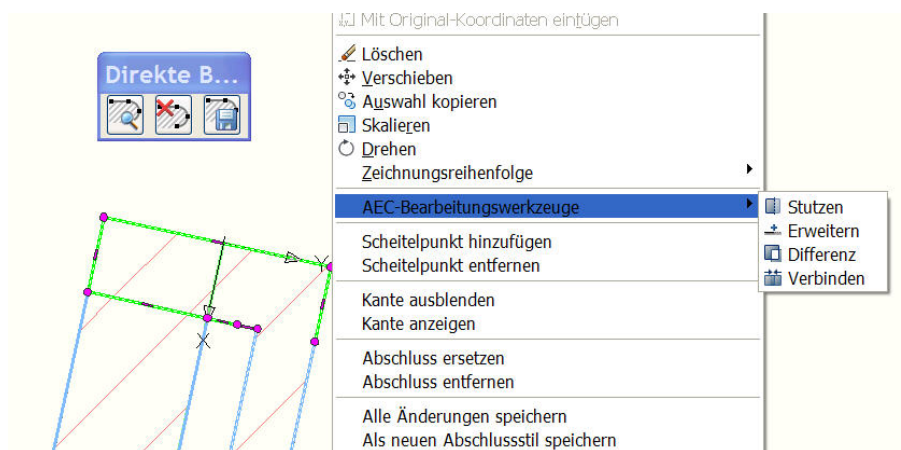 Mit Original-Koordinaten einfügen
Direkte B...
Löschen
Verschieben
Auswahl kopieren
Skalieren
Drehen
Zeichnungsreihenfolge
AEC-Bearbeitungswerkzeuge
Stutzen
Erweitern
Differenz
Verbinden
Scheitelpunkt hinzufügen
Scheitelpunkt entfernen
Kante ausblenden
Kante anzeigen
Abschluss ersetzen
Abschluss entfernen
Alle Änderungen speichern
Als neuen Abschlussstil speichern
Y
X